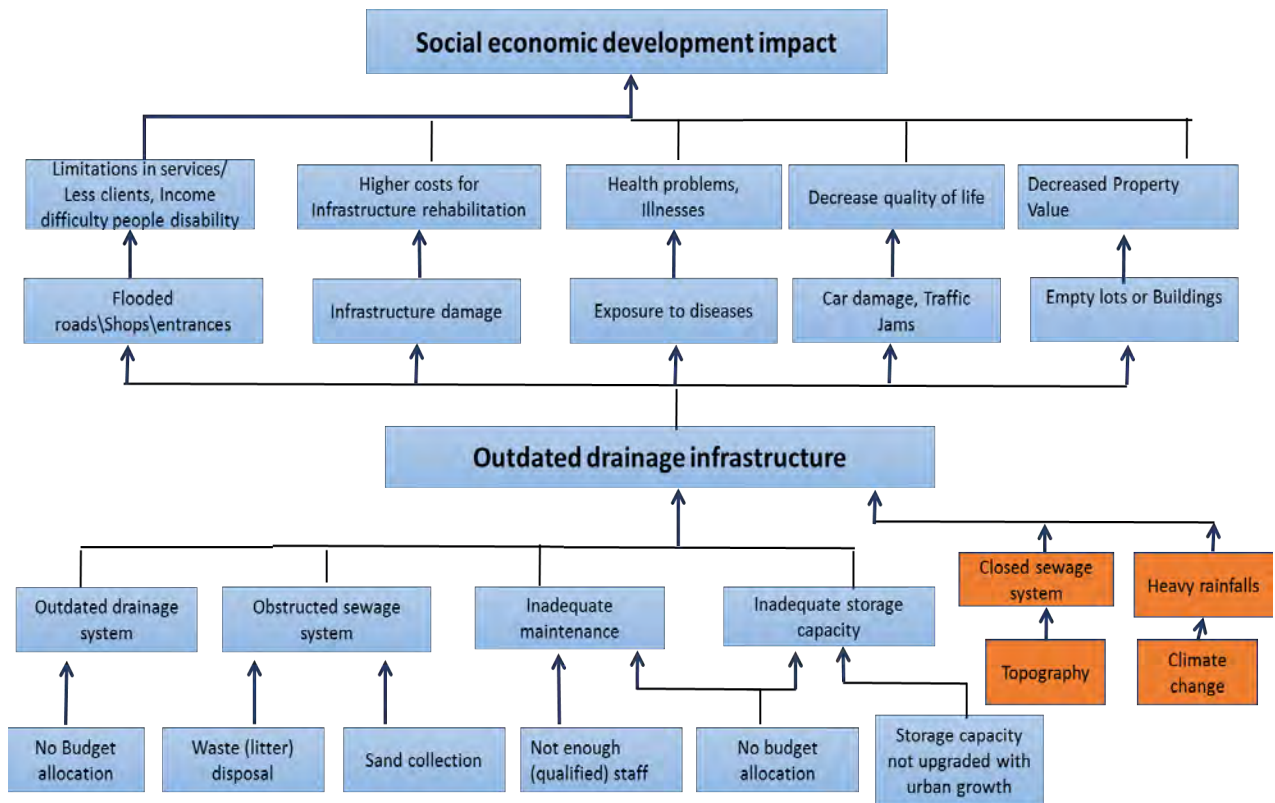 Social economic development impact
Limitations in services/
Less clients, Income
difficulty people disability
Higher costs for
Infrastructure rehabilitation
Health problems,
Illnesses
Decrease quality of life
Decreased Property
Value
Flooded
roads\Shops\entrances
Infrastructure damage
Exposure to diseases
Car damage, Traffic
Jams
Empty lots or Buildings
Outdated drainage infrastructure
Outdated drainage
system
Obstructed sewage
system
Inadequate
maintenance
Inadequate storage
capacity
Closed sewage
system
Heavy rainfalls
Topography
Climate
change
No Budget
allocation
Waste (litter)
disposal
Sand collection
Not enough
(qualified) staff
No budget
allocation
Storage capacity
not upgraded with
urban growth